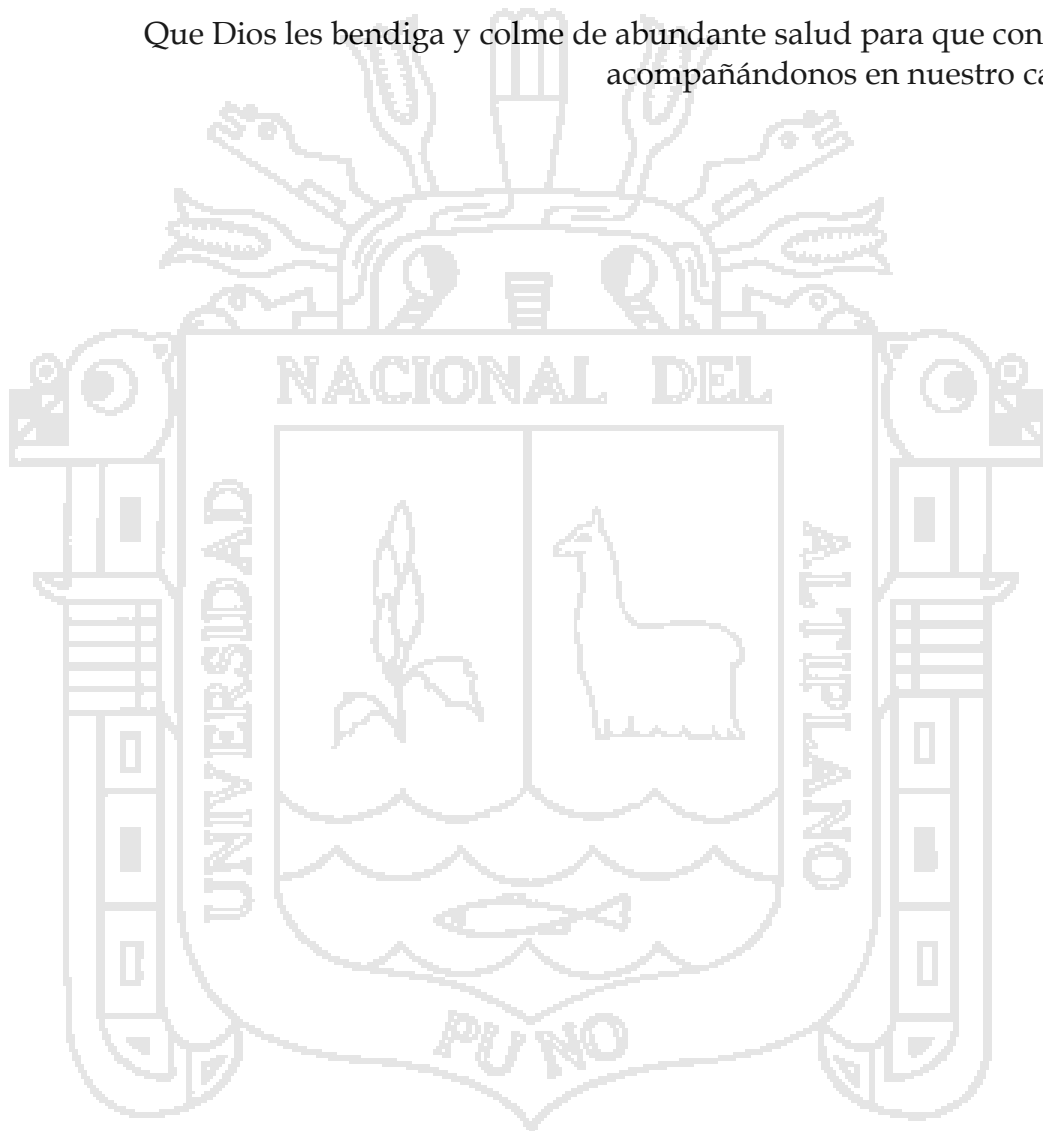 Que Dios les bendiga y colme de abundante salud para que
acompañándonos en nuestro
NACIONAL DEL
UNIVERSIDAD
ALTIPLANO
PUNO